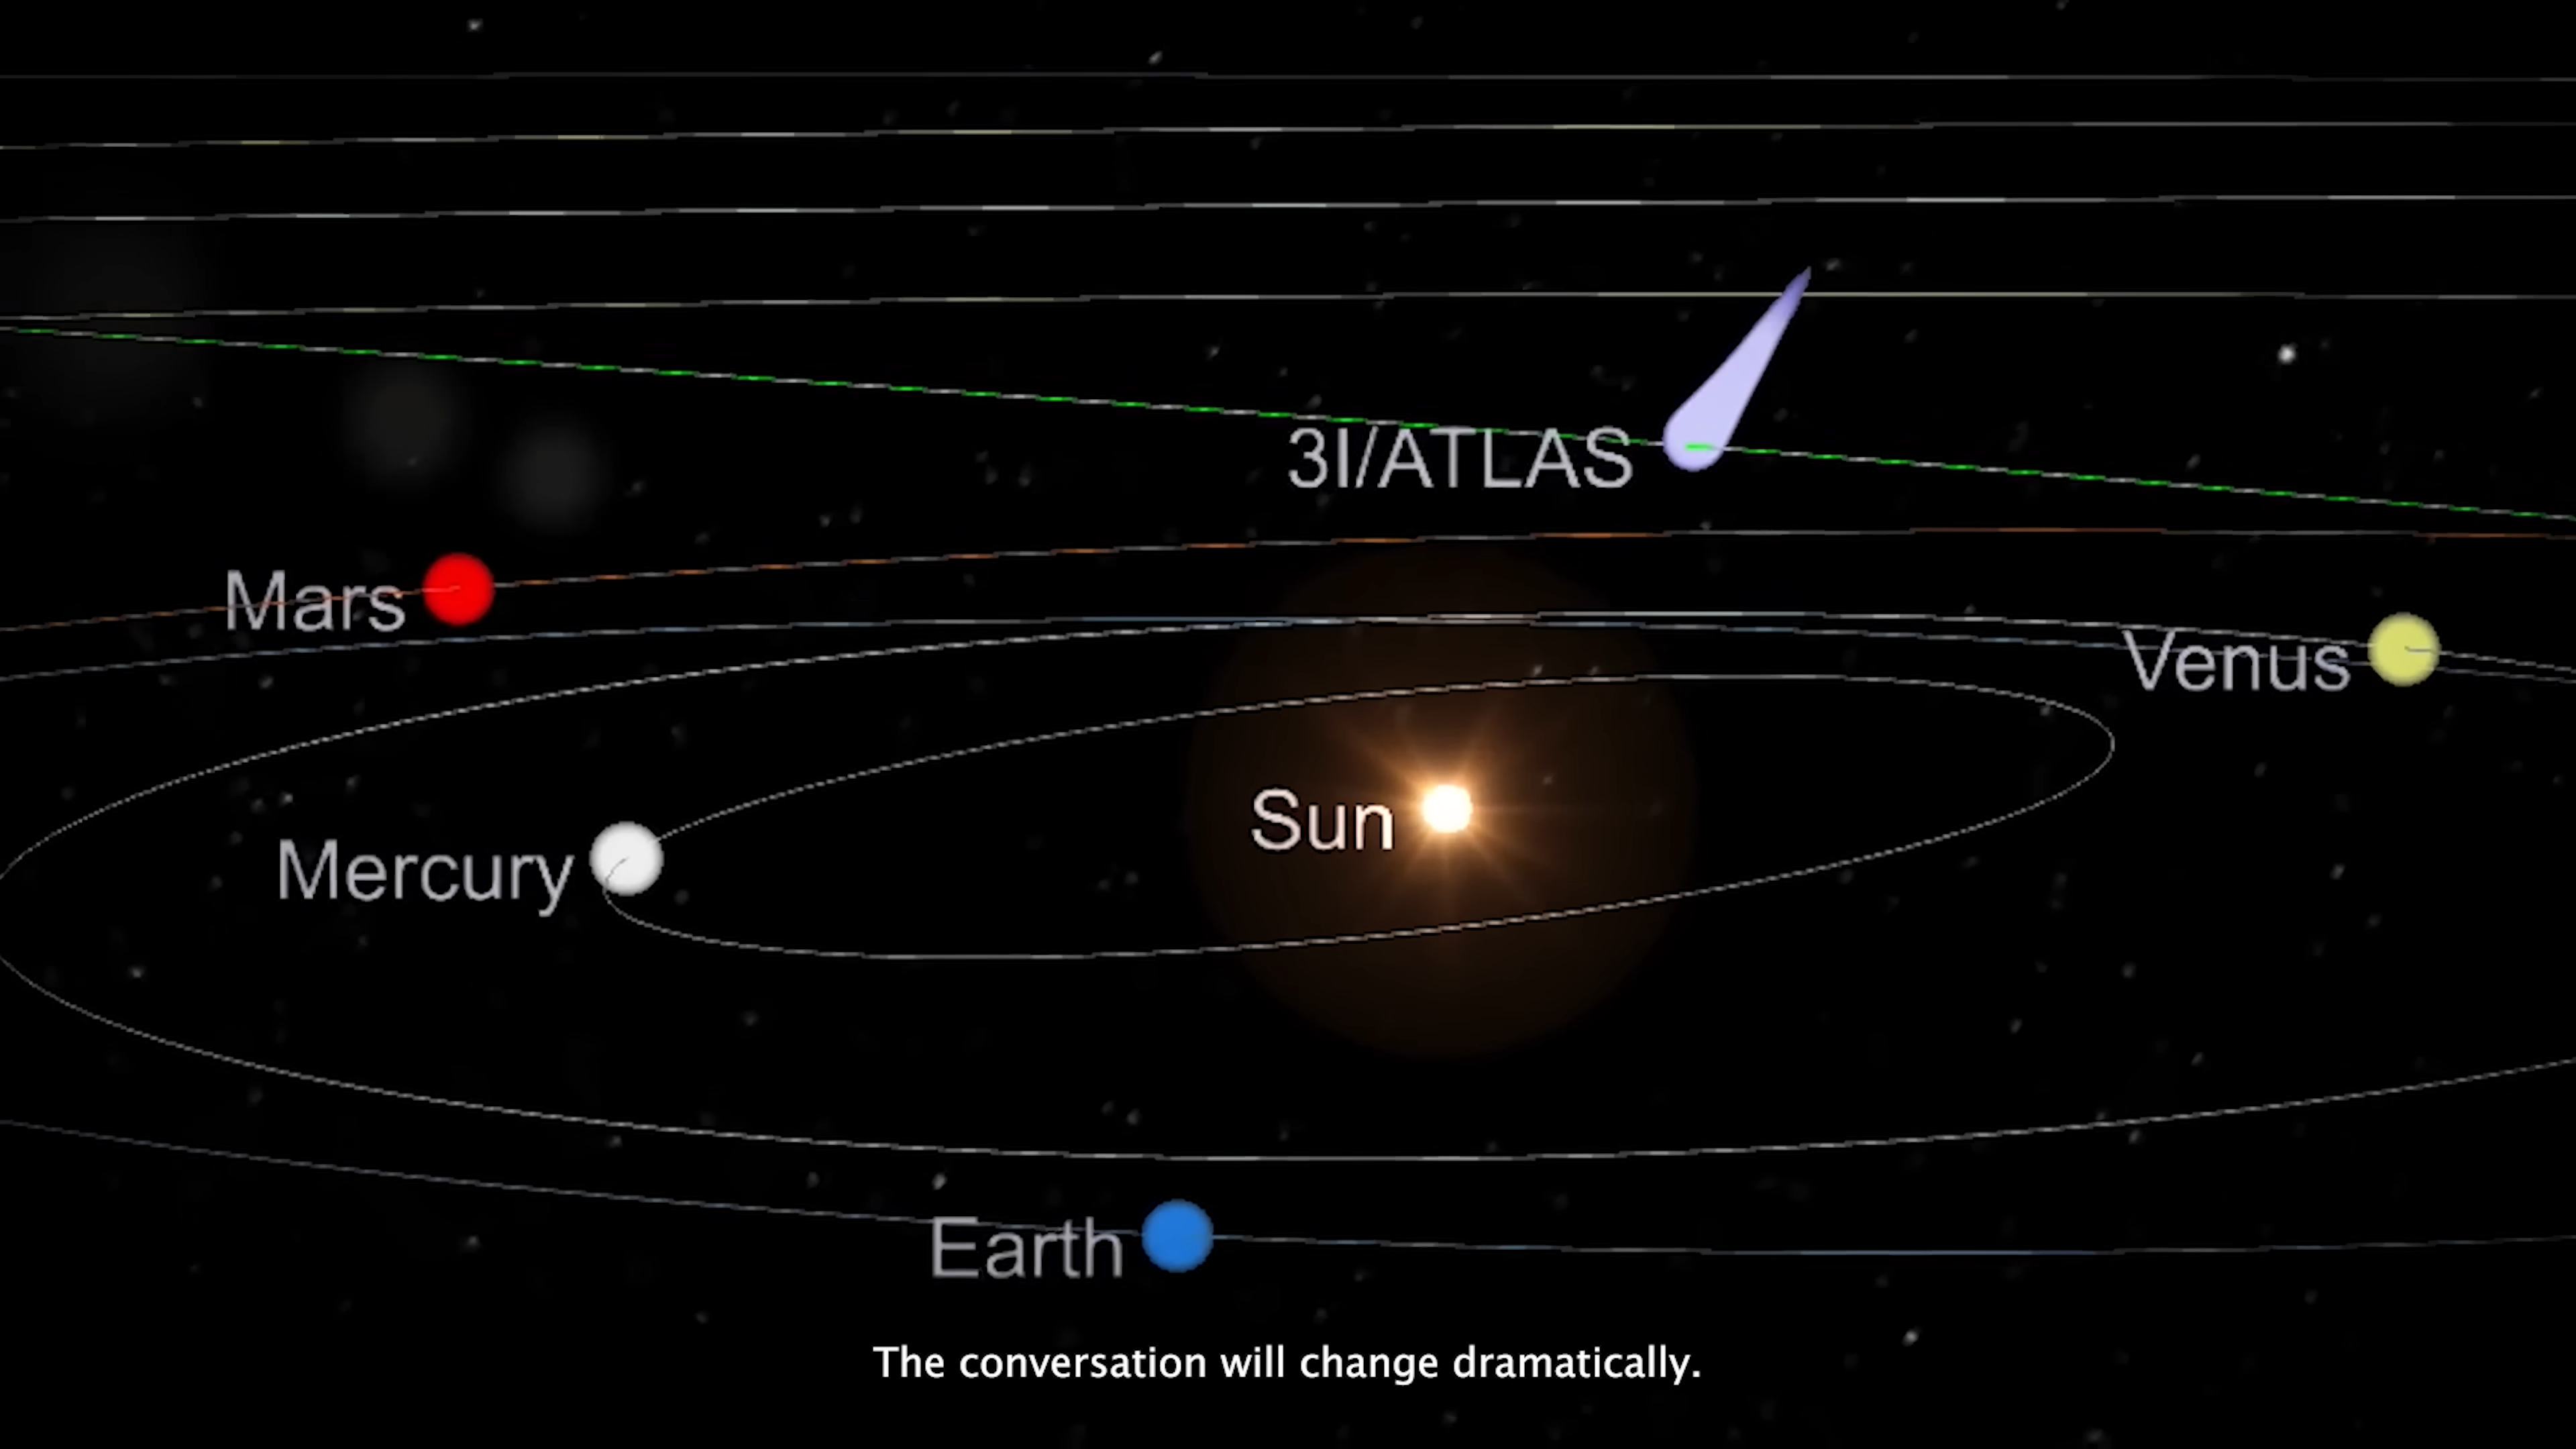 3I/ATLAS
Mars
Venus
Sun
Mercury
Earth
The conversation will change dramatically.